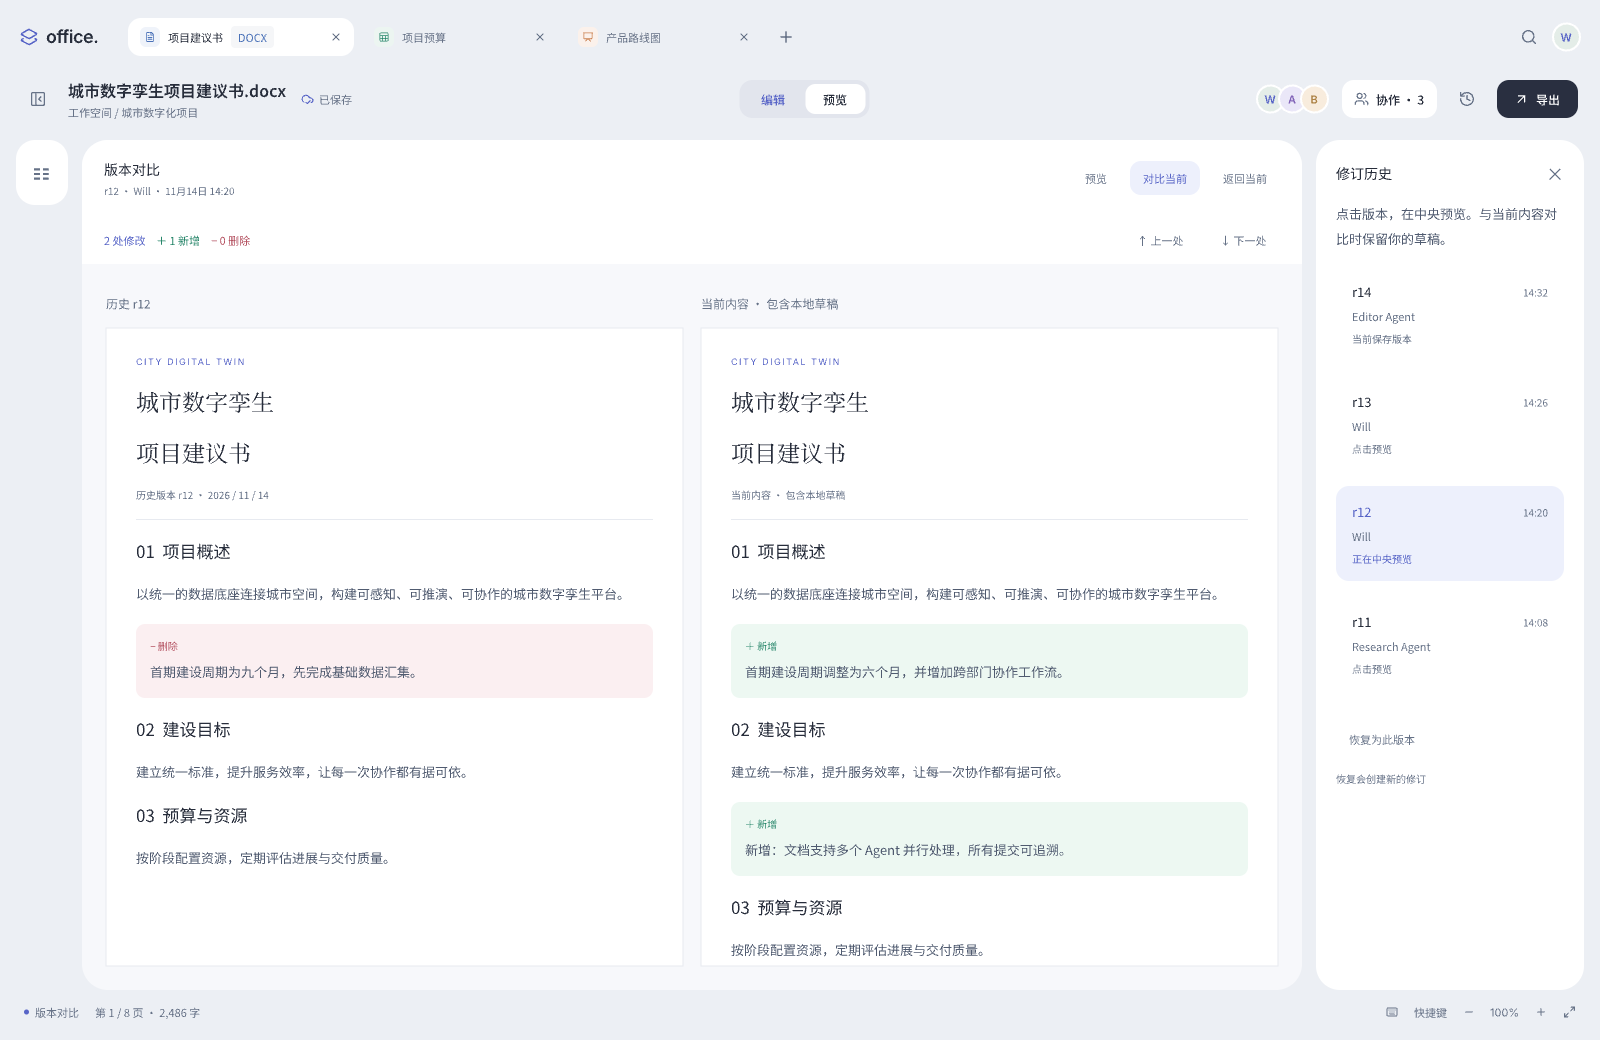 office.
项目建议书 DOCX
项目预算
产品路线图
W
城市数字孪生项目建议书.docx
已保存
工作空间 / 城市数字化项目
编辑
预览
W A B
协作 · 3
导出
版本对比
r12 · Will · 11月14日 14:20
预览
对比当前
返回当前
2 处修改 ＋ 1 新增 − 0 删除
↑ 上一处
↓ 下一处
历史 r12
CITY DIGITAL TWIN
城市数字孪生
项目建议书
历史版本 r12 · 2026 / 11 / 14
01 项目概述
以统一的数据底座连接城市空间，构建可感知、可推演、可协作的城市数字孪生平台。
− 删除
首期建设周期为九个月，先完成基础数据汇集。
02 建设目标
建立统一标准，提升服务效率，让每一次协作都有据可依。
03 预算与资源
按阶段配置资源，定期评估进展与交付质量。
当前内容 · 包含本地草稿
CITY DIGITAL TWIN
城市数字孪生
项目建议书
当前内容 · 包含本地草稿
01 项目概述
以统一的数据底座连接城市空间，构建可感知、可推演、可协作的城市数字孪生平台。
＋ 新增
首期建设周期调整为六个月，并增加跨部门协作工作流。
02 建设目标
建立统一标准，提升服务效率，让每一次协作都有据可依。
＋ 新增
新增：文档支持多个 Agent 并行处理，所有提交可追溯。
03 预算与资源
按阶段配置资源，定期评估进展与交付质量。
修订历史
点击版本，在中央预览。与当前内容对
比时保留你的草稿。
r14 14:32
Editor Agent
当前保存版本
r13 14:26
Will
点击预览
r12 14:20
Will
正在中央预览
r11 14:08
Research Agent
点击预览
恢复为此版本
恢复会创建新的修订
版本对比 第 1 / 8 页 · 2,486 字
快捷键 − 100% +